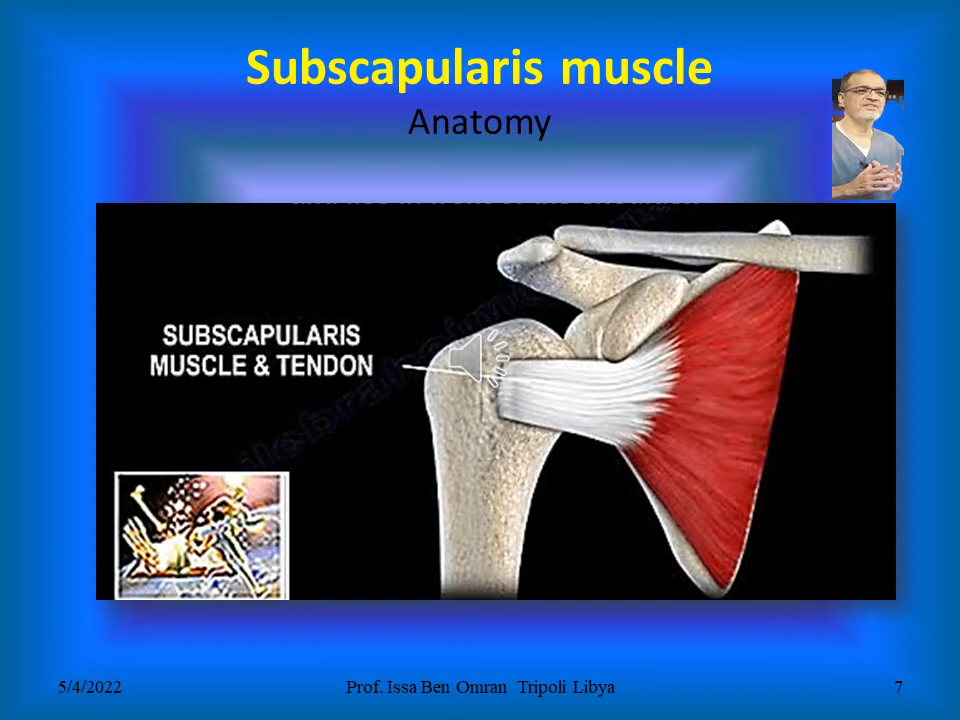 Subscapularis muscle
Anatomy
SUBSCAPULARIS
MUSCLE & TENDON
5/4/2022
Prof. Issa Ben Omran Tripoli Libya
7